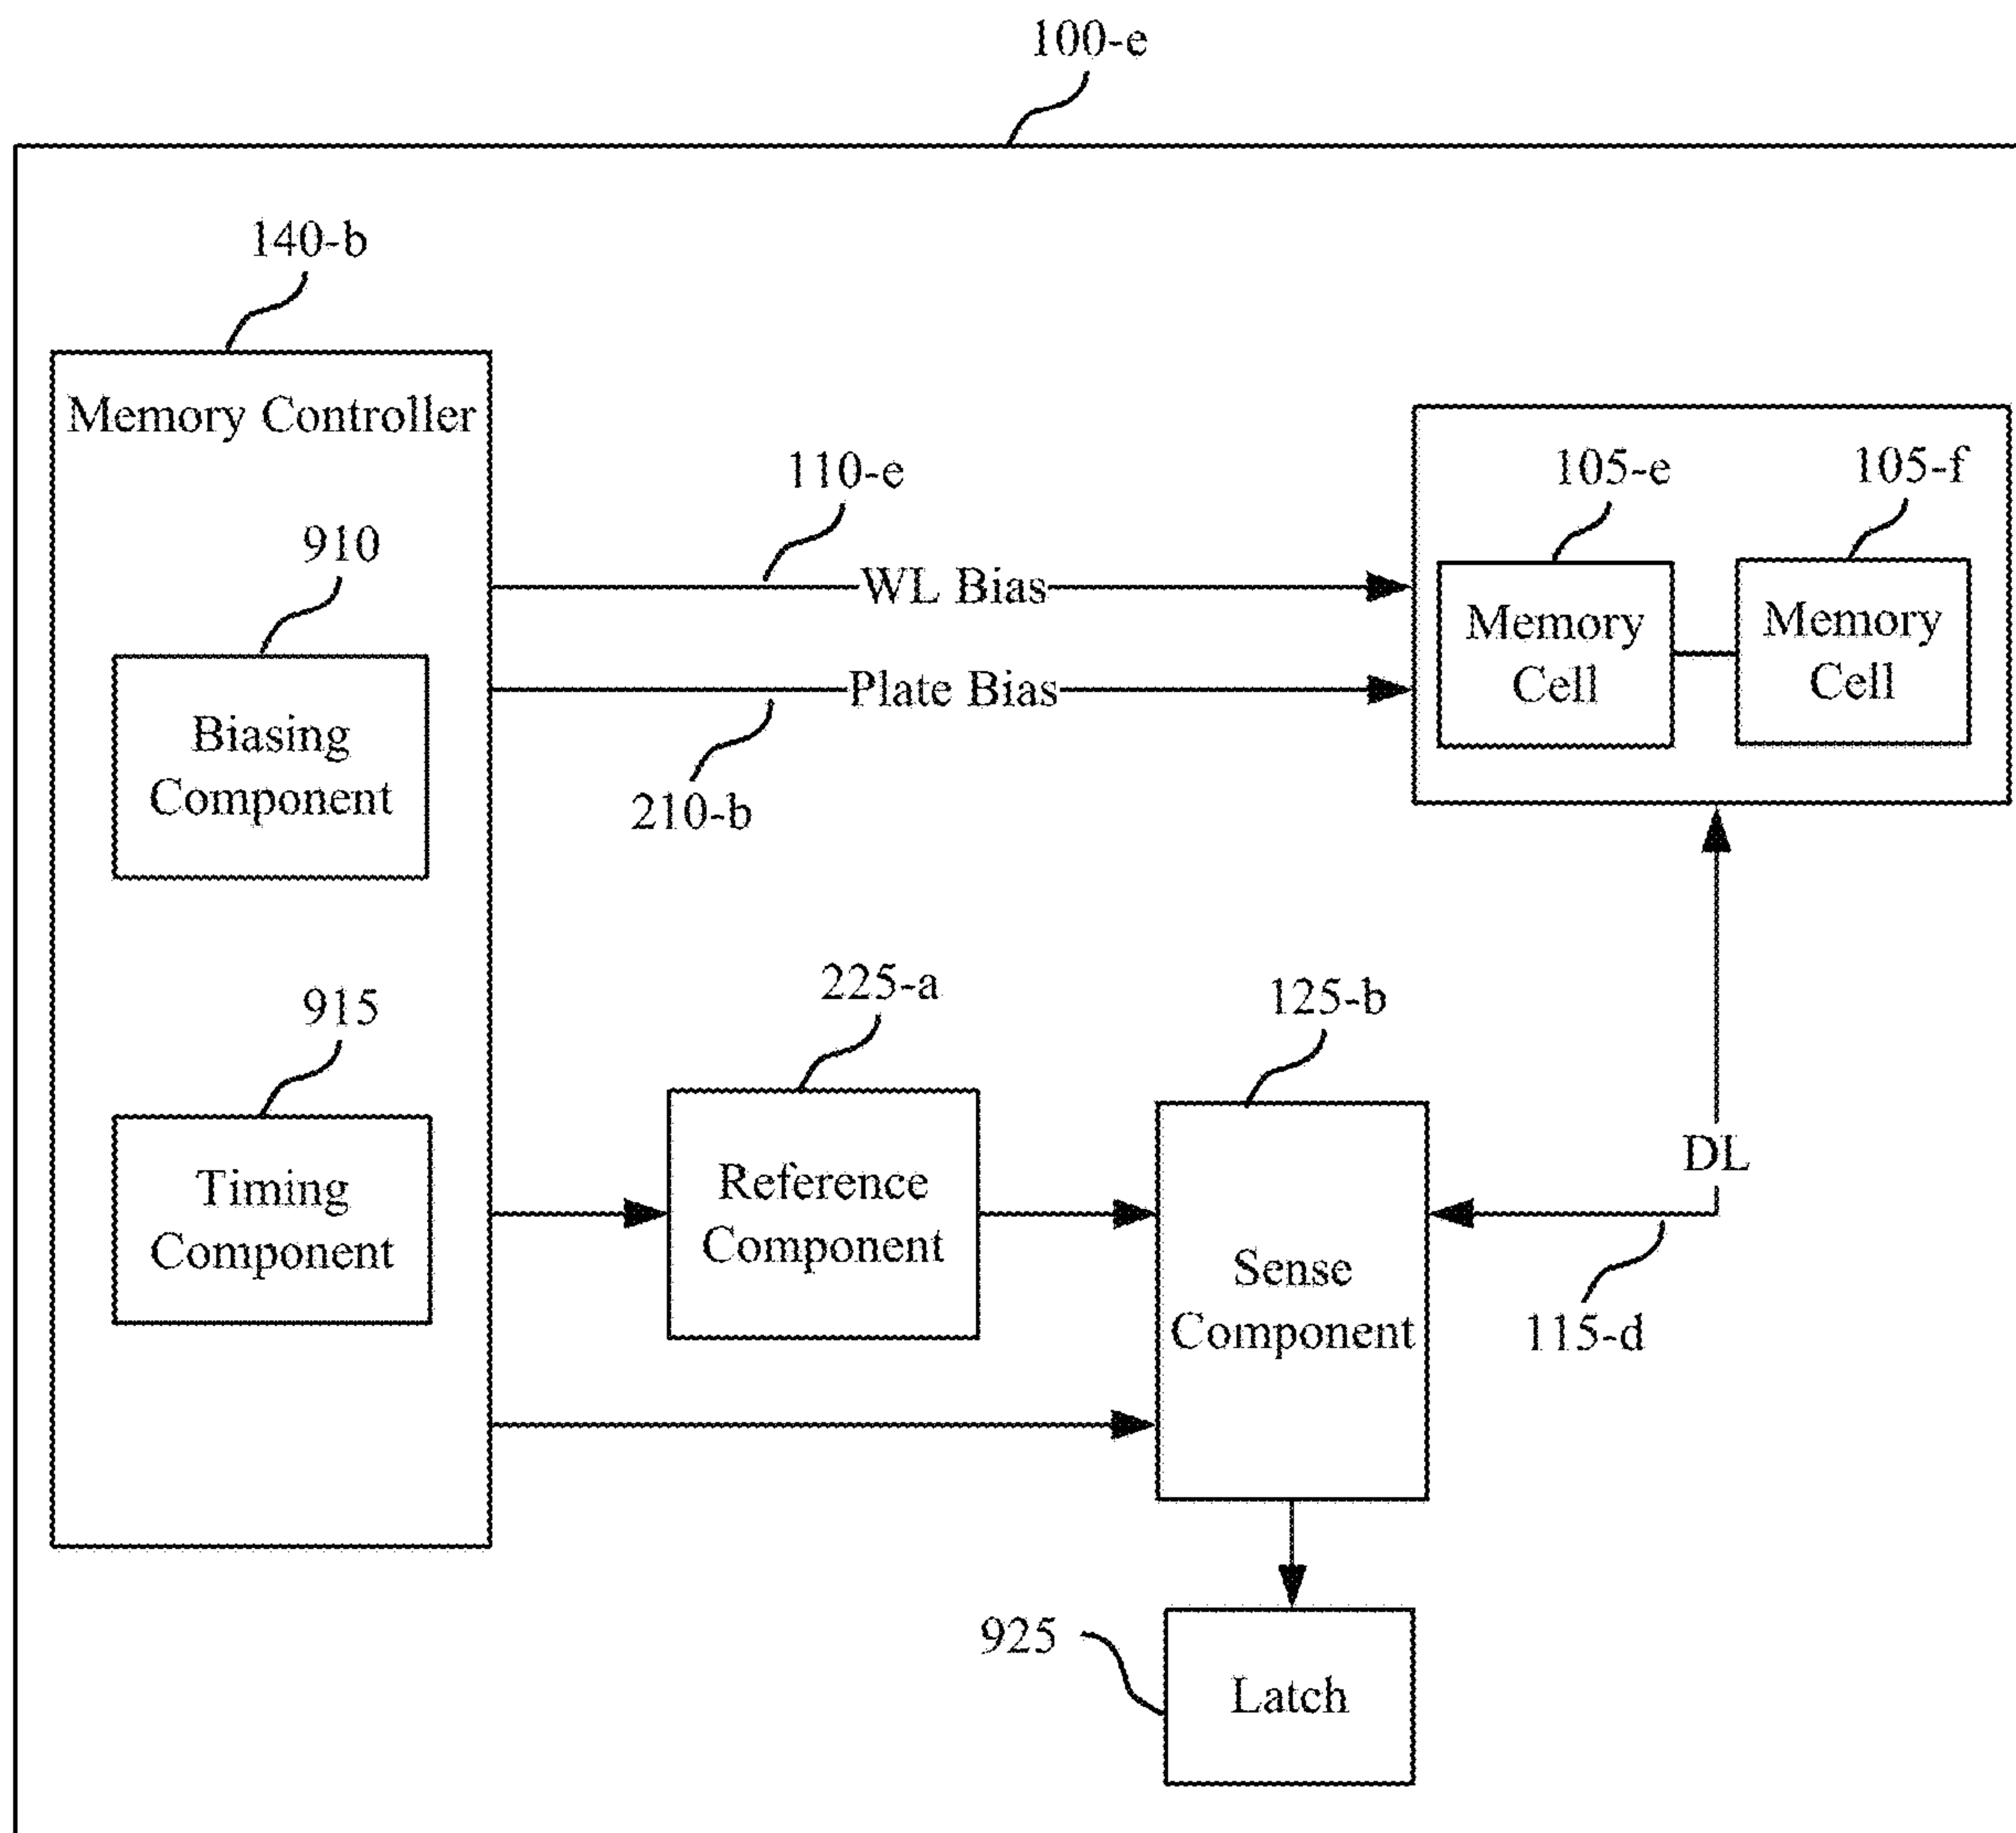 100-e
140-b
Memory Controller
910
Biasing
Component
915
Timing
Component
110-e
WL Bias
Plate Bias
210-b
105-e
105-f
Memory
Cell
Memory
Cell
225-a
Reference
Component
125-b
Sense
Component
DL
115-d
925
Latch